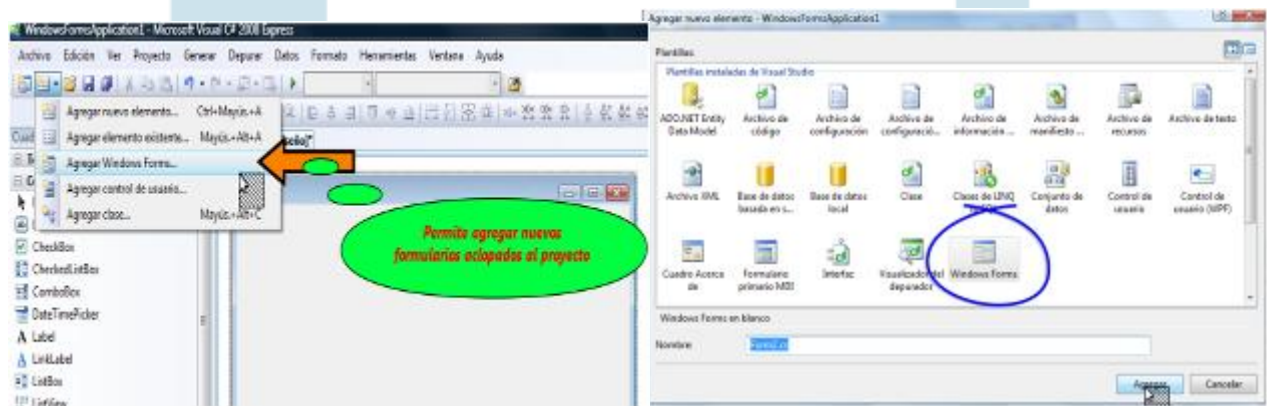 WindowsFormsApplication1 - Microsoft Visual C# 2008 Express
Archivo Edición Ver Proyecto Generar Depurar Datos Formato Herramientas Ventana Ayuda
Agregar nuevo elemento... Ctrl+Mayús.+A
Agregar elemento existente... Mayús.+Alt+A
Agregar Windows Forms...
Agregar control de usuario...
Agregar clase... Mayús.+Alt+C
CheckBox
CheckedListBox
ComboBox
DateTimePicker
Label
LinkLabel
ListBox
ListView
Permite agregar nuevos
formularios aclopados al proyecto
Agregar nuevo elemento - WindowsFormsApplication1
Plantillas
Plantillas instaladas de Visual Studio
ADO.NET Entity Data Model
Archivo de código
Archivo de configuración
Archivo de configuració...
Archivo de información ...
Archivo de manifiesto ...
Archivo de recursos
Archivo de texto
Archivo XML
Base de datos basada en s...
Base de datos local
Clase
Clases de LINQ
Conjunto de datos
Control de usuario
Control de usuario (WPF)
Cuadro Acerca de
Formulario primario MDI
Interfaz
Visualizador del depurador
Windows Forms
Windows Forms en blanco
Nombre
Agregar
Cancelar